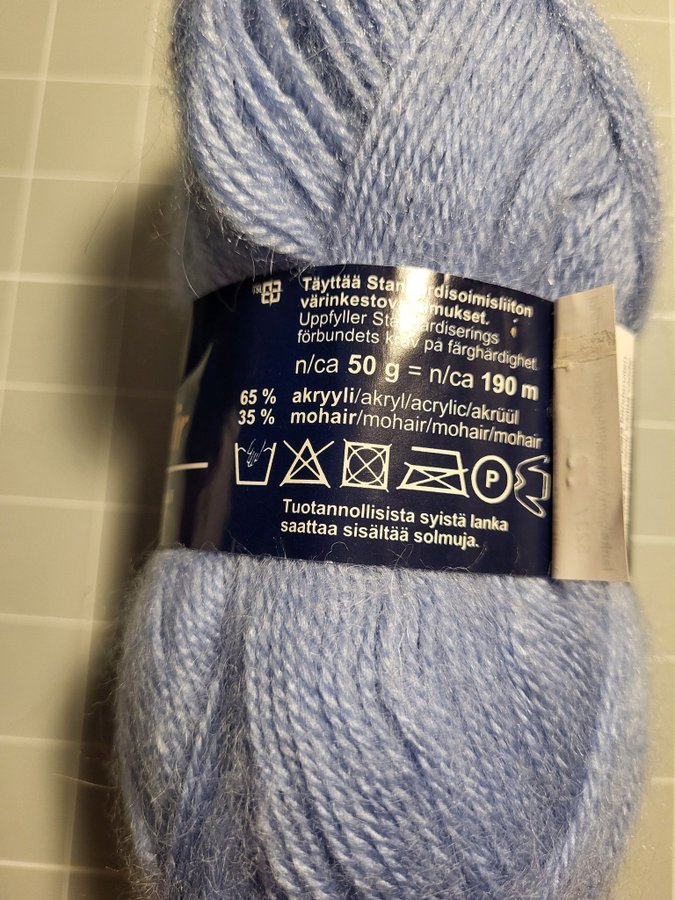 Täyttää Standardisoimisliiton
värinkestovaatimukset.
Uppfyller Standardiserings
förbundets krav på färghärdighet.
n/ca 50 g = n/ca 190 m
65 % akryyli/akryl/acrylic/akrüül
35 % mohair/mohair/mohair/mohair
P
Tuotannollisista syistä lanka
saattaa sisältää solmuja.